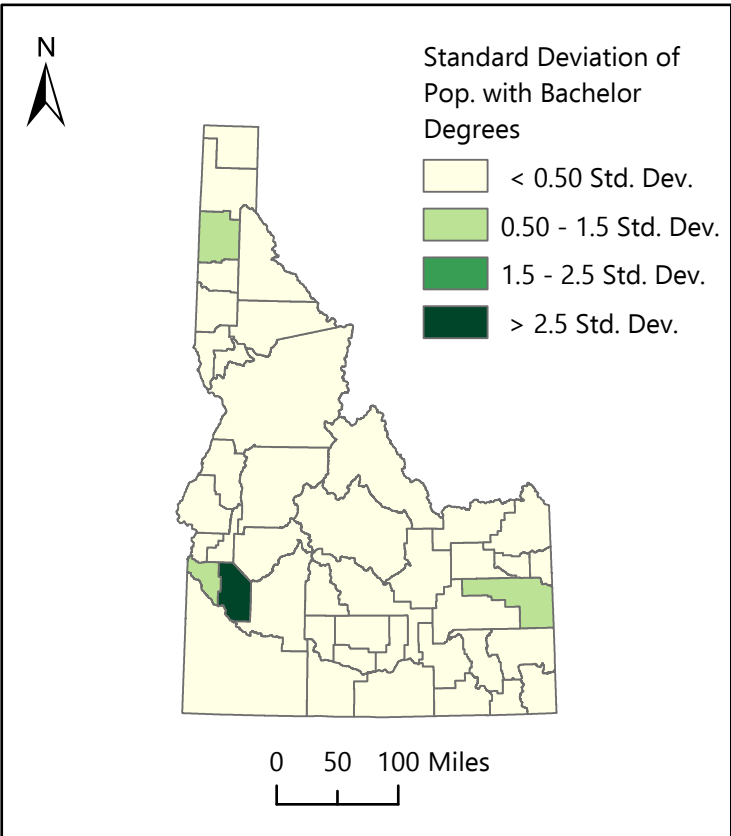 N
Standard Deviation of
Pop. with Bachelor
Degrees
< 0.50 Std. Dev.
0.50 - 1.5 Std. Dev.
1.5 - 2.5 Std. Dev.
> 2.5 Std. Dev.
0 50 100 Miles